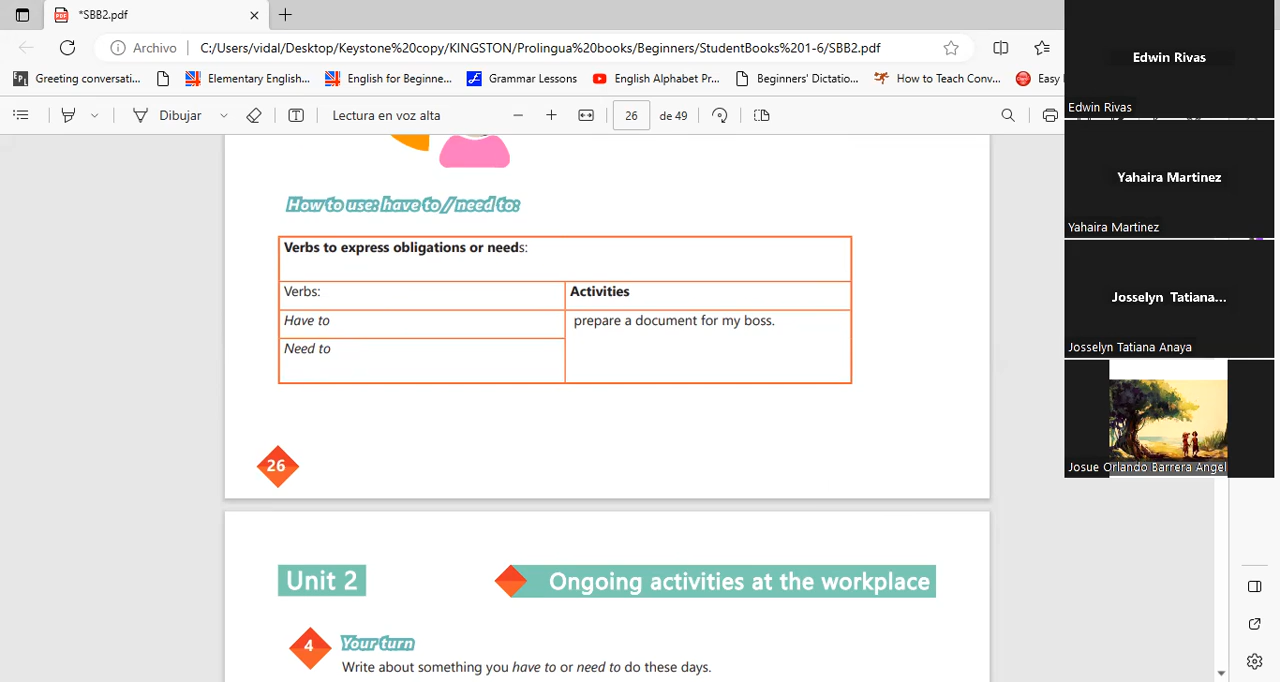 *SBB2.pdf
Archivo C:/Users/vidal/Desktop/Keystone%20copy/KINGSTON/Prolingua%20books/Beginners/StudentBooks%201-6/SBB2.pdf
Greeting conversati... Elementary English... English for Beginne... Grammar Lessons English Alphabet Pr... Beginners' Dictatio... How to Teach Conv... Easy
Dibujar Lectura en voz alta 26 de 49
How to use: have to / need to:
Verbs to express obligations or needs:
Verbs: Activities
Have to prepare a document for my boss.
Need to
26
Unit 2 Ongoing activities at the workplace
4 Your turn
Write about something you have to or need to do these days.
Edwin Rivas
Edwin Rivas
Yahaira Martinez
Yahaira Martinez
Josselyn Tatiana...
Josselyn Tatiana Anaya
Josue Orlando Barrera Angel